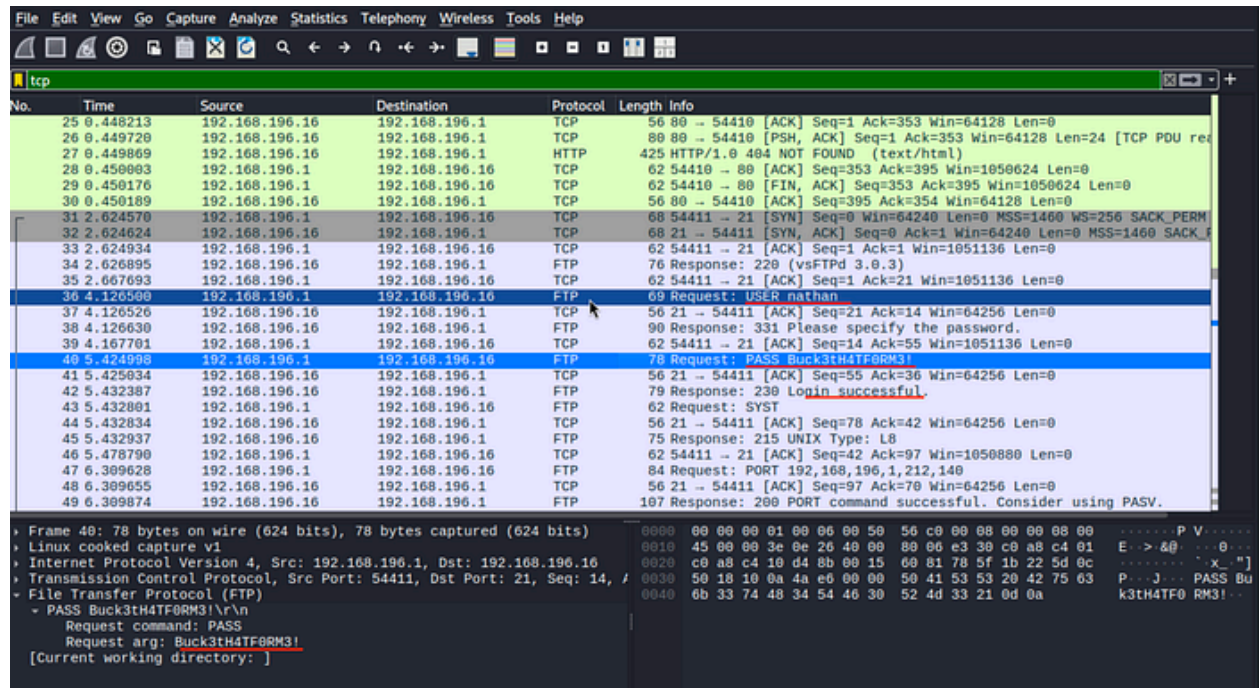 File Edit View Go Capture Analyze Statistics Telephony Wireless Tools Help
tcp
No. Time Source Destination Protocol Length Info
25 0.448213 192.168.196.16 192.168.196.1 TCP 56 80 → 54410 [ACK] Seq=1 Ack=353 Win=64128 Len=0
26 0.449720 192.168.196.16 192.168.196.1 TCP 80 80 → 54410 [PSH, ACK] Seq=1 Ack=353 Win=64128 Len=24 [TCP PDU rea
27 0.449869 192.168.196.16 192.168.196.1 HTTP 425 HTTP/1.0 404 NOT FOUND (text/html)
28 0.450003 192.168.196.1 192.168.196.16 TCP 62 54410 → 80 [ACK] Seq=353 Ack=395 Win=1050624 Len=0
29 0.450176 192.168.196.1 192.168.196.16 TCP 62 54410 → 80 [FIN, ACK] Seq=353 Ack=395 Win=1050624 Len=0
30 0.450189 192.168.196.16 192.168.196.1 TCP 56 80 → 54410 [ACK] Seq=395 Ack=354 Win=64128 Len=0
31 2.624570 192.168.196.1 192.168.196.16 TCP 68 54411 → 21 [SYN] Seq=0 Win=64240 Len=0 MSS=1460 WS=256 SACK_PERM
32 2.624624 192.168.196.16 192.168.196.1 TCP 68 21 → 54411 [SYN, ACK] Seq=0 Ack=1 Win=64240 Len=0 MSS=1460 SACK_P
33 2.624934 192.168.196.1 192.168.196.16 TCP 62 54411 → 21 [ACK] Seq=1 Ack=1 Win=1051136 Len=0
34 2.626895 192.168.196.16 192.168.196.1 FTP 76 Response: 220 (vsFTPd 3.0.3)
35 2.667693 192.168.196.1 192.168.196.16 TCP 62 54411 → 21 [ACK] Seq=1 Ack=21 Win=1051136 Len=0
36 4.126500 192.168.196.1 192.168.196.16 FTP 69 Request: USER nathan
37 4.126526 192.168.196.16 192.168.196.1 TCP 56 21 → 54411 [ACK] Seq=21 Ack=14 Win=64256 Len=0
38 4.126630 192.168.196.16 192.168.196.1 FTP 90 Response: 331 Please specify the password.
39 4.167701 192.168.196.1 192.168.196.16 TCP 62 54411 → 21 [ACK] Seq=14 Ack=55 Win=1051136 Len=0
40 5.424998 192.168.196.1 192.168.196.16 FTP 78 Request: PASS Buck3tH4TF0RM3!
41 5.425034 192.168.196.16 192.168.196.1 TCP 56 21 → 54411 [ACK] Seq=55 Ack=36 Win=64256 Len=0
42 5.432387 192.168.196.16 192.168.196.1 FTP 79 Response: 230 Login successful.
43 5.432801 192.168.196.1 192.168.196.16 FTP 62 Request: SYST
44 5.432834 192.168.196.16 192.168.196.1 TCP 56 21 → 54411 [ACK] Seq=78 Ack=42 Win=64256 Len=0
45 5.432937 192.168.196.16 192.168.196.1 FTP 75 Response: 215 UNIX Type: L8
46 5.478790 192.168.196.1 192.168.196.16 TCP 62 54411 → 21 [ACK] Seq=42 Ack=97 Win=1050880 Len=0
47 6.309628 192.168.196.1 192.168.196.16 FTP 84 Request: PORT 192,168,196,1,212,140
48 6.309655 192.168.196.16 192.168.196.1 TCP 56 21 → 54411 [ACK] Seq=97 Ack=70 Win=64256 Len=0
49 6.309874 192.168.196.16 192.168.196.1 FTP 107 Response: 200 PORT command successful. Consider using PASV.
Frame 40: 78 bytes on wire (624 bits), 78 bytes captured (624 bits)
Linux cooked capture v1
Internet Protocol Version 4, Src: 192.168.196.1, Dst: 192.168.196.16
Transmission Control Protocol, Src Port: 54411, Dst Port: 21, Seq: 14, A
File Transfer Protocol (FTP)
PASS Buck3tH4TF0RM3!\r\n
Request command: PASS
Request arg: Buck3tH4TF0RM3!
[Current working directory: ]
0000 00 00 00 01 00 06 00 50 56 c0 00 08 00 00 08 00 ·······P V·······
0010 45 00 00 3e 0e 26 40 00 80 06 e3 30 c0 a8 c4 01 E··>·&@· ···0····
0020 c0 a8 c4 10 d4 8b 00 15 60 81 78 5f 1b 22 5d 0c ········ `·x_·"]·
0030 50 18 10 0a 4a e6 00 00 50 41 53 53 20 42 75 63 P···J··· PASS Buc
0040 6b 33 74 48 34 54 46 30 52 4d 33 21 0d 0a k3tH4TF0 RM3!··